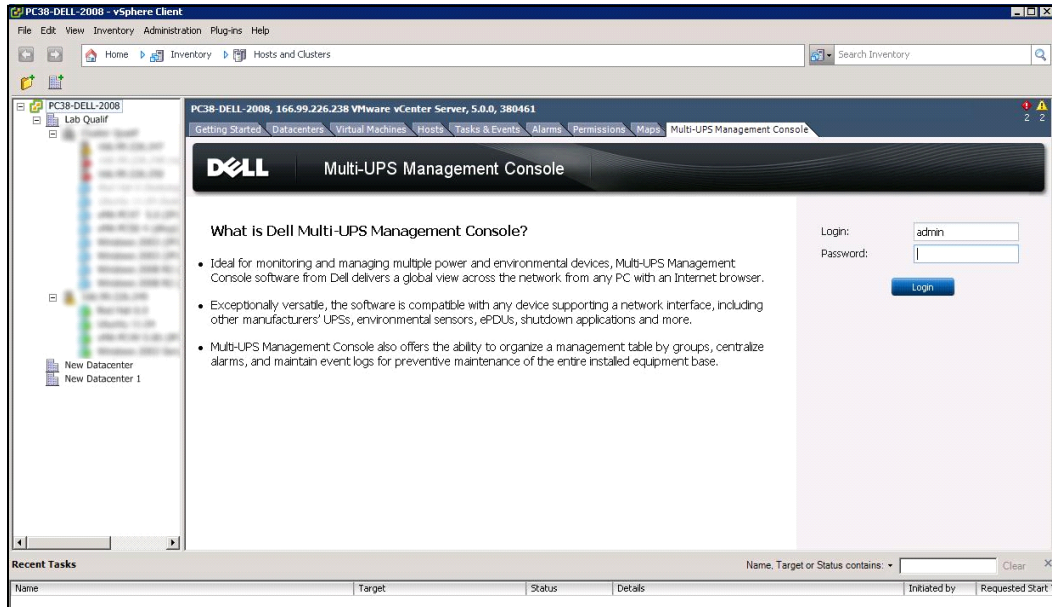 PC38-DELL-2008 - vSphere Client
File Edit View Inventory Administration Plug-ins Help
Home Inventory Hosts and Clusters
Search Inventory
PC38-DELL-2008
Lab Qualif
New Datacenter
New Datacenter 1
PC38-DELL-2008, 166.99.226.238 VMware vCenter Server, 5.0.0, 380461
2 2
Getting Started Datacenters Virtual Machines Hosts Tasks & Events Alarms Permissions Maps Multi-UPS Management Console
DELL Multi-UPS Management Console
What is Dell Multi-UPS Management Console?
• Ideal for monitoring and managing multiple power and environmental devices, Multi-UPS Management
Console software from Dell delivers a global view across the network from any PC with an Internet browser.
• Exceptionally versatile, the software is compatible with any device supporting a network interface, including
other manufacturers' UPSs, environmental sensors, ePDUs, shutdown applications and more.
• Multi-UPS Management Console also offers the ability to organize a management table by groups, centralize
alarms, and maintain event logs for preventive maintenance of the entire installed equipment base.
Login: admin
Password:
Login
Recent Tasks
Name, Target or Status contains:
Clear
Name Target Status Details Initiated by Requested Start